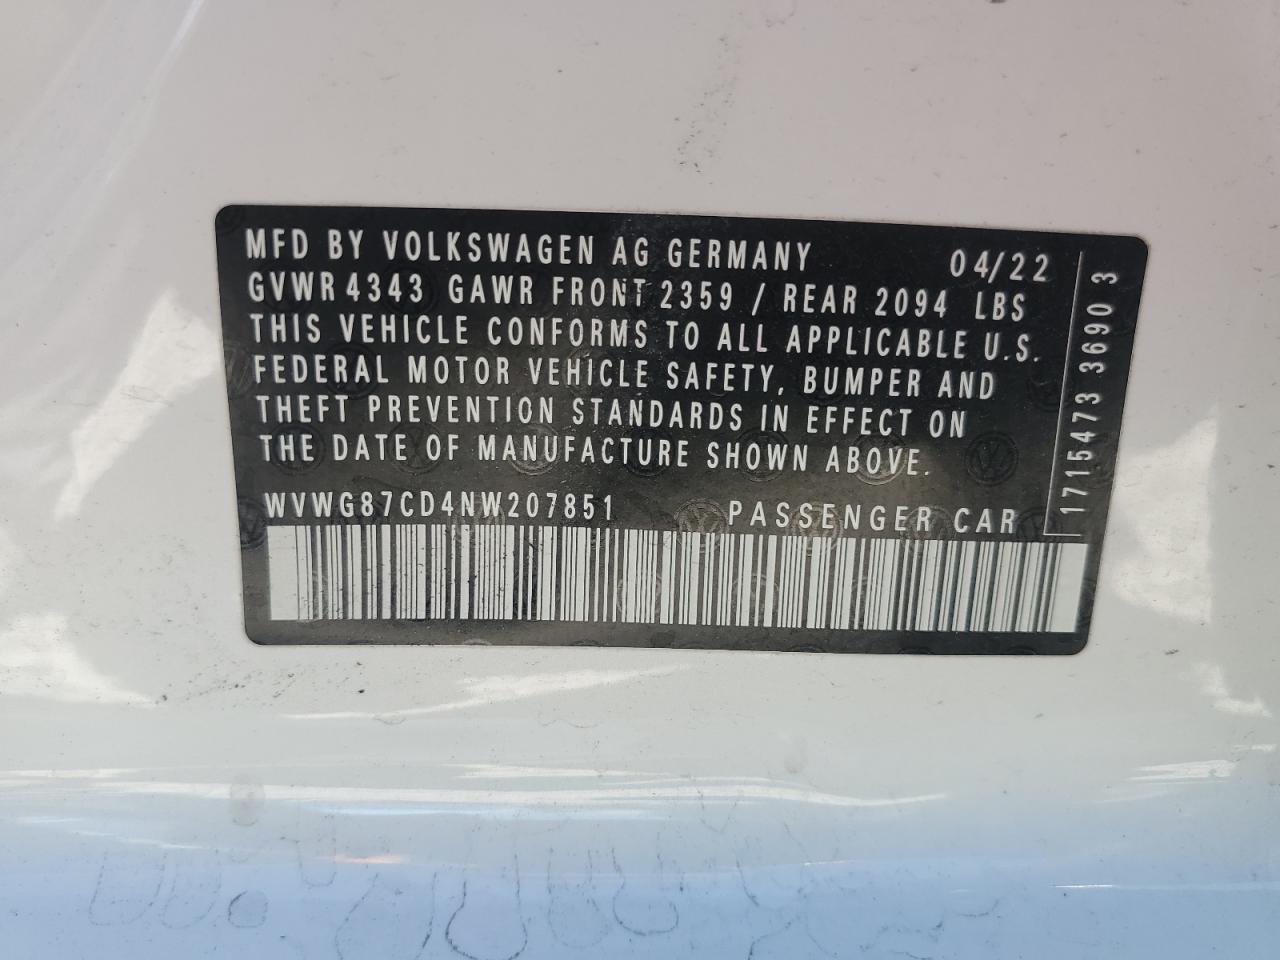 MFD BY VOLKSWAGEN AG GERMANY 04/22
GVWR 4343 GAWR FRONT 2359 / REAR 2094 LBS
THIS VEHICLE CONFORMS TO ALL APPLICABLE U.S.
FEDERAL MOTOR VEHICLE SAFETY, BUMPER AND
THEFT PREVENTION STANDARDS IN EFFECT ON
THE DATE OF MANUFACTURE SHOWN ABOVE.
WVWG87CD4NW207851 PASSENGER CAR
1715473 3690 3